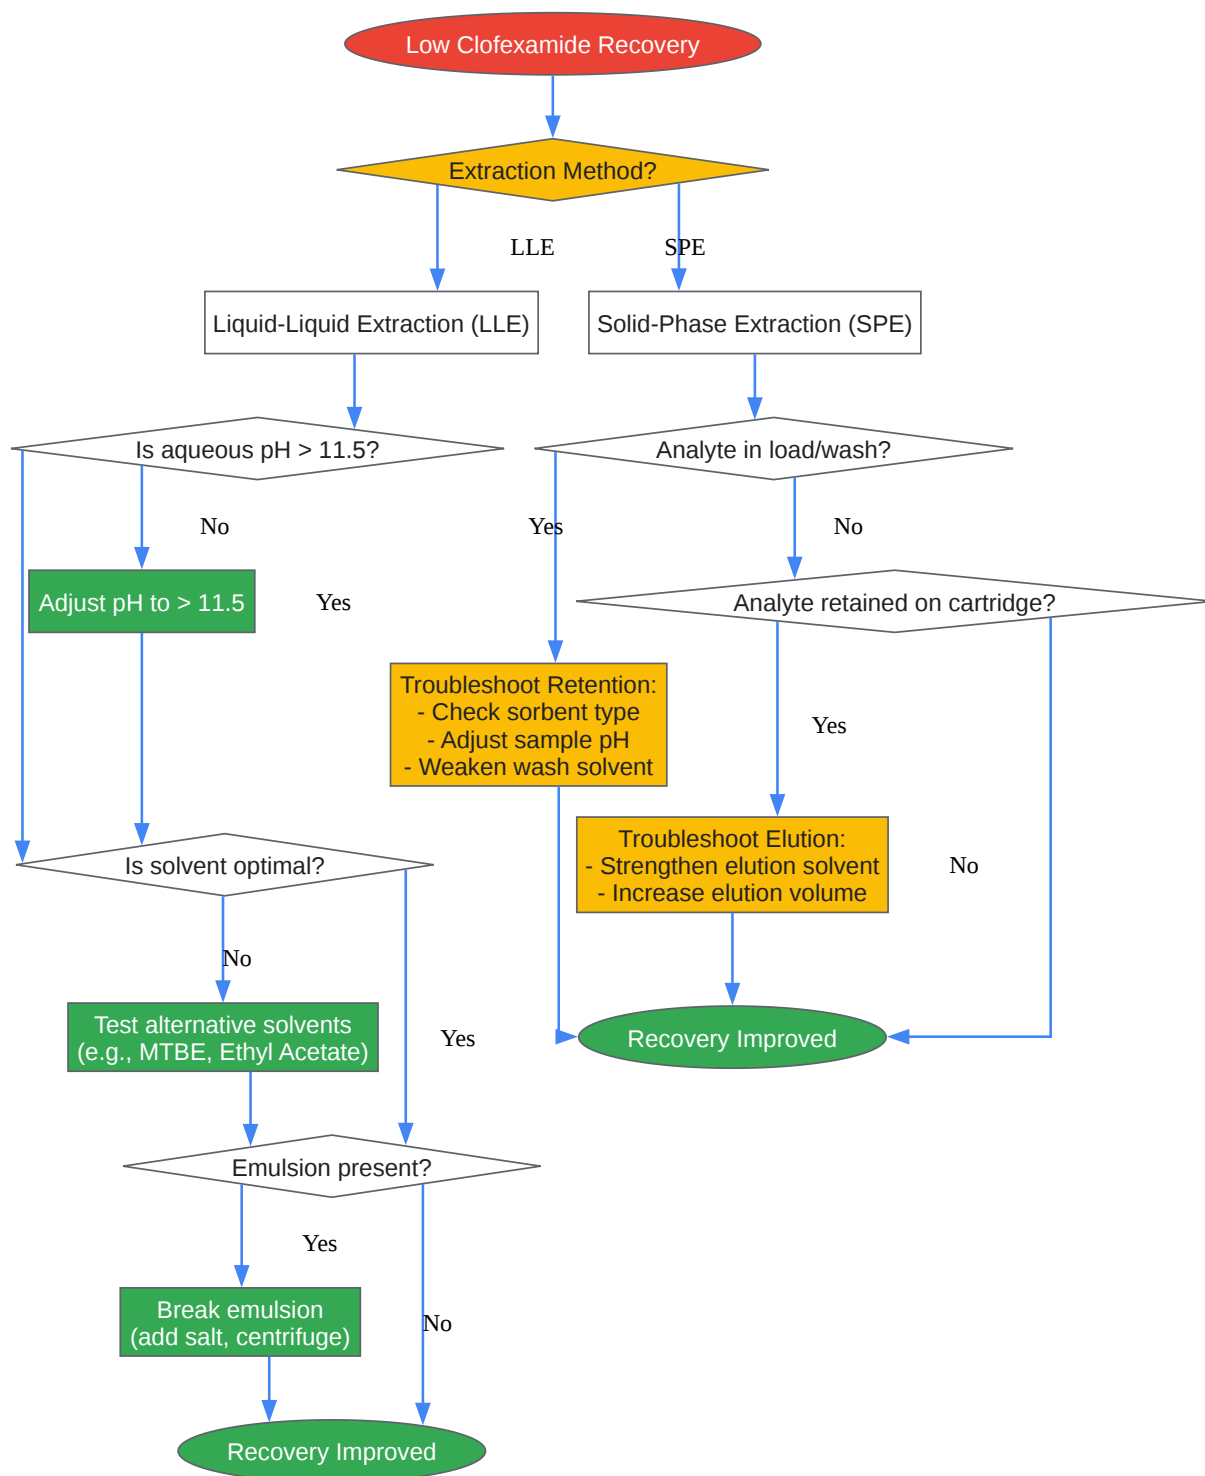 Low Clofexamide Recovery
Extraction Method?
LLE
SPE
Liquid-Liquid Extraction (LLE)
Solid-Phase Extraction (SPE)
Is aqueous pH > 11.5?
Analyte in load/wash?
No
Yes
No
Adjust pH to > 11.5
Yes
Analyte retained on cartridge?
Troubleshoot Retention:
- Check sorbent type
- Adjust sample pH
- Weaken wash solvent
Yes
Is solvent optimal?
Troubleshoot Elution:
- Strengthen elution solvent
- Increase elution volume
No
No
Test alternative solvents
(e.g., MTBE, Ethyl Acetate)
Yes
Recovery Improved
Emulsion present?
Yes
Break emulsion
(add salt, centrifuge)
No
Recovery Improved